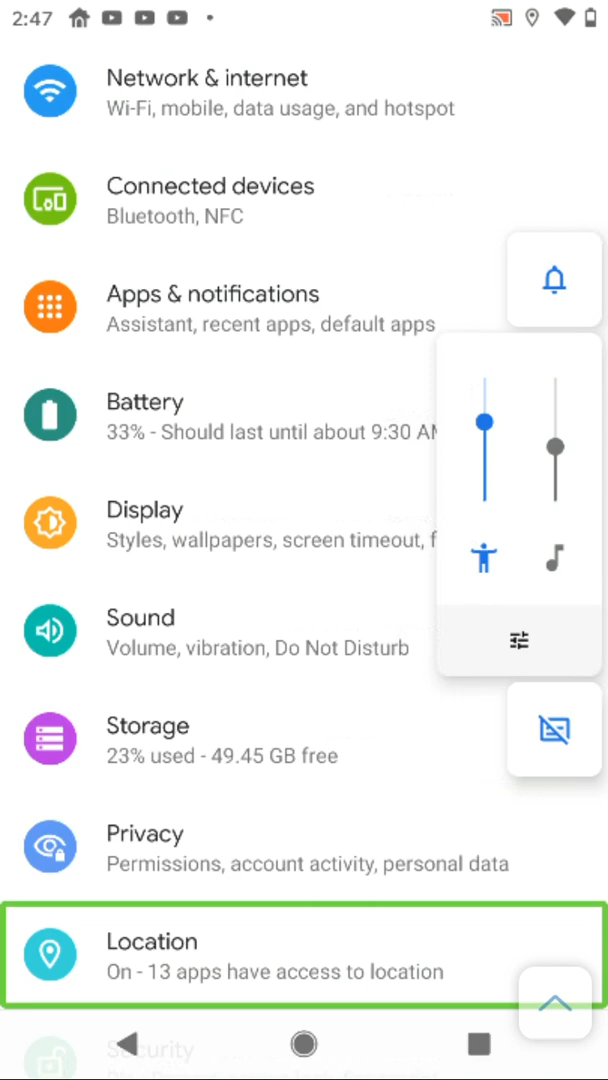 2:47
Network & internet
Wi-Fi, mobile, data usage, and hotspot
Connected devices
Bluetooth, NFC
Apps & notifications
Assistant, recent apps, default apps
Battery
33% - Should last until about 9:30 AM
Display
Styles, wallpapers, screen timeout, f
Sound
Volume, vibration, Do Not Disturb
Storage
23% used - 49.45 GB free
Privacy
Permissions, account activity, personal data
Location
On - 13 apps have access to location
Security